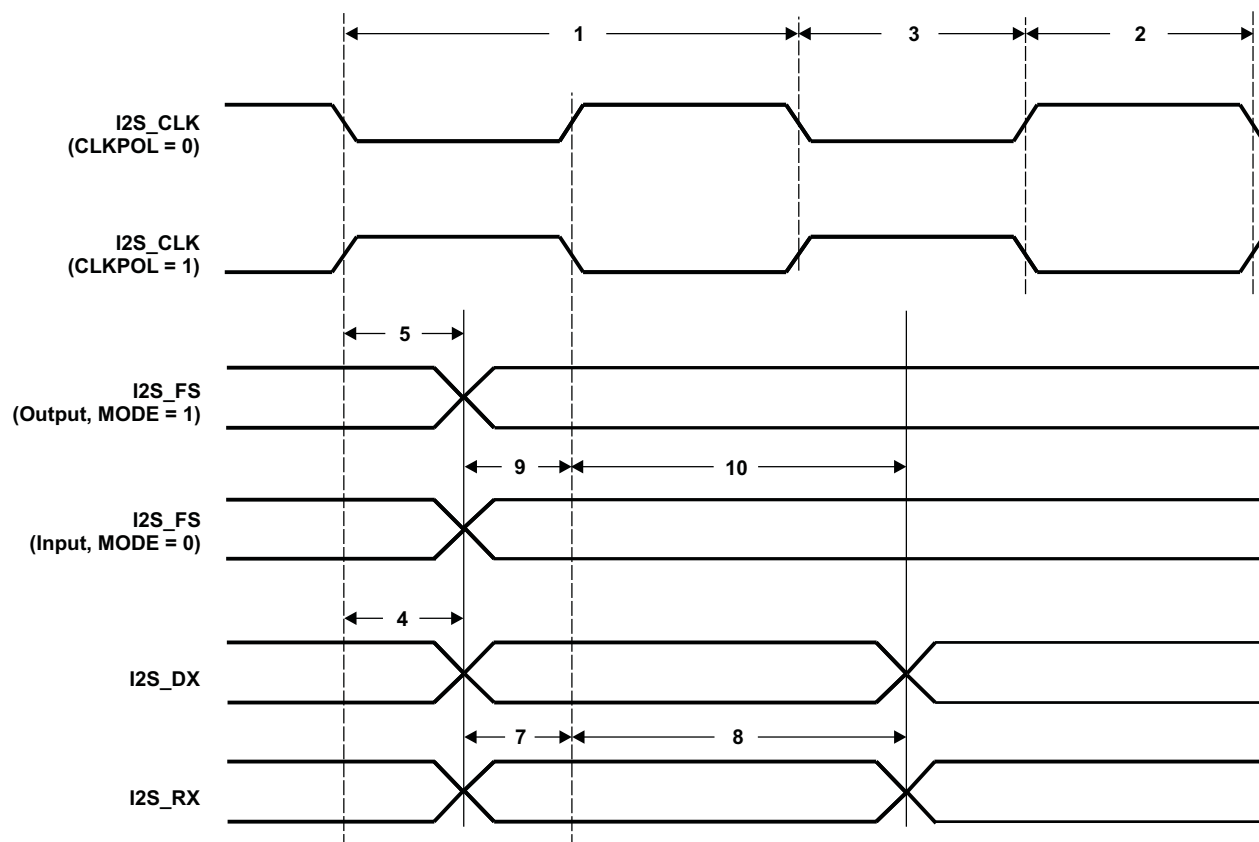 1
3
2
I2S_CLK
(CLKPOL = 0)
I2S_CLK
(CLKPOL = 1)
5
I2S_FS
(Output, MODE = 1)
9
10
I2S_FS
(Input, MODE = 0)
4
I2S_DX
7
8
I2S_RX